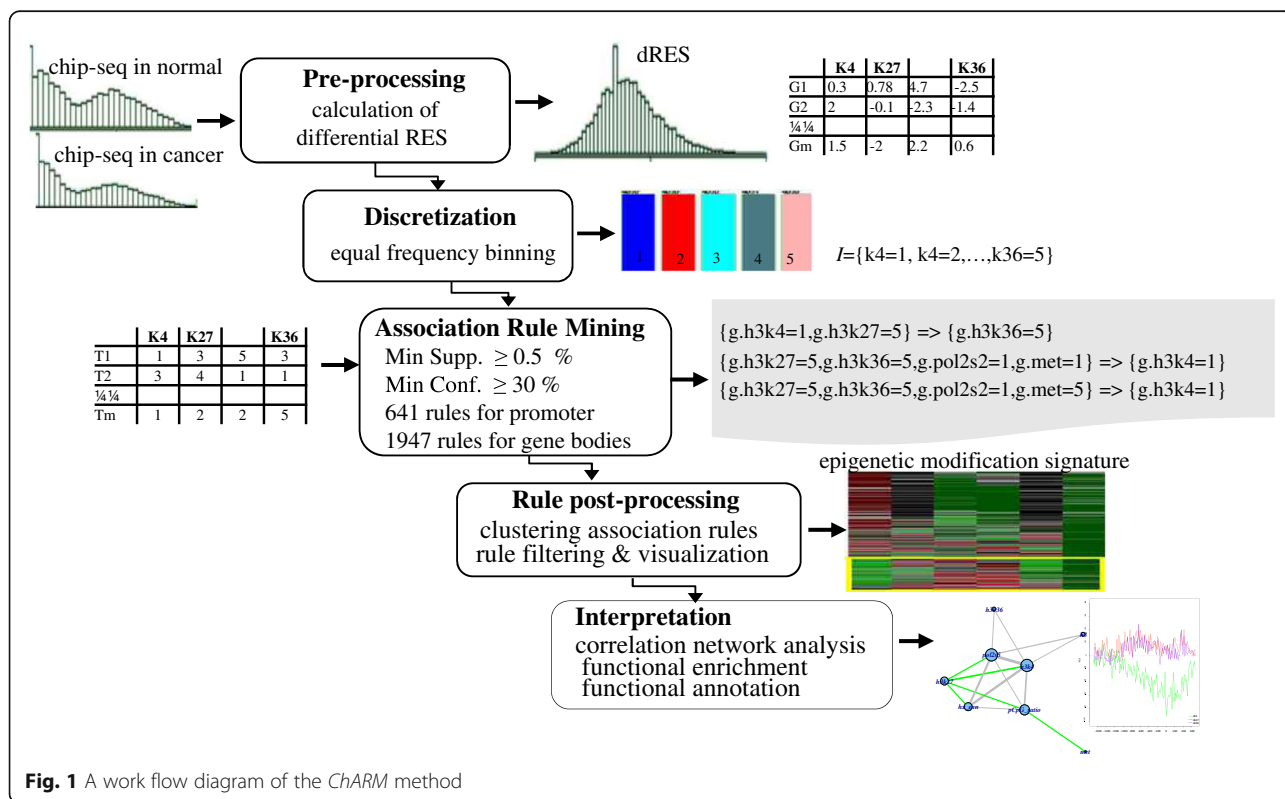 chip-seq in normal
chip-seq in cancer
Pre-processing
calculation of
differential RES
dRES
K4 K27 K36
G1 0.3 0.78 4.7 -2.5
G2 2 -0.1 -2.3 -1.4
¼ ¼
Gm 1.5 -2 2.2 0.6
Discretization
equal frequency binning
1 2 3 4 5
I={k4=1, k4=2,…,k36=5}
K4 K27 K36
T1 1 3 5 3
T2 3 4 1 1
¼ ¼
Tm 1 2 2 5
Association Rule Mining
Min Supp. ≥ 0.5 %
Min Conf. ≥ 30 %
641 rules for promoter
1947 rules for gene bodies
{g.h3k4=1,g.h3k27=5} => {g.h3k36=5}
{g.h3k27=5,g.h3k36=5,g.pol2s2=1,g.met=1} => {g.h3k4=1}
{g.h3k27=5,g.h3k36=5,g.pol2s2=1,g.met=5} => {g.h3k4=1}
Rule post-processing
clustering association rules
rule filtering & visualization
epigenetic modification signature
Interpretation
correlation network analysis
functional enrichment
functional annotation
Fig. 1 A work flow diagram of the ChARM method